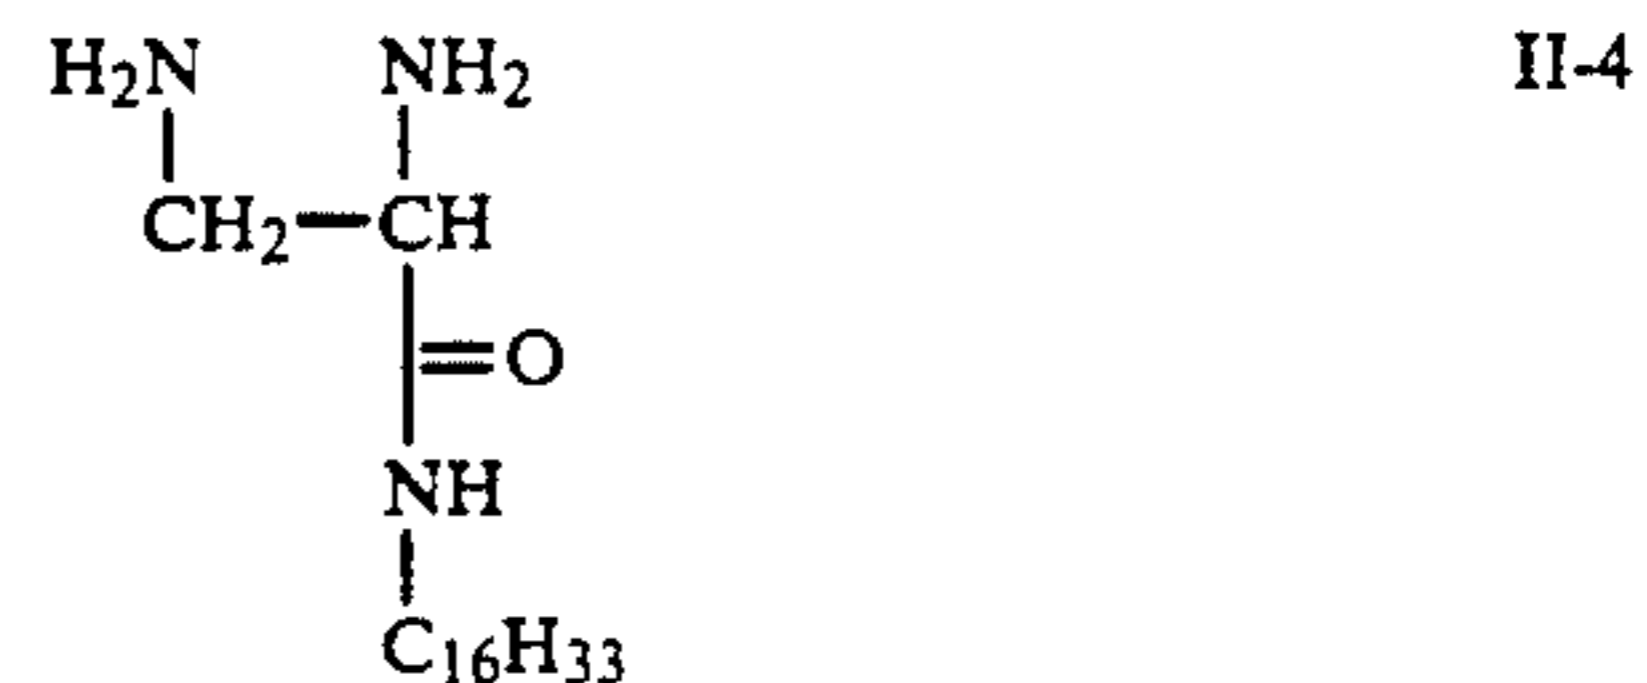 H₂N NH₂ II-4
CH₂—CH
=O
NH
C₁₆H₃₃